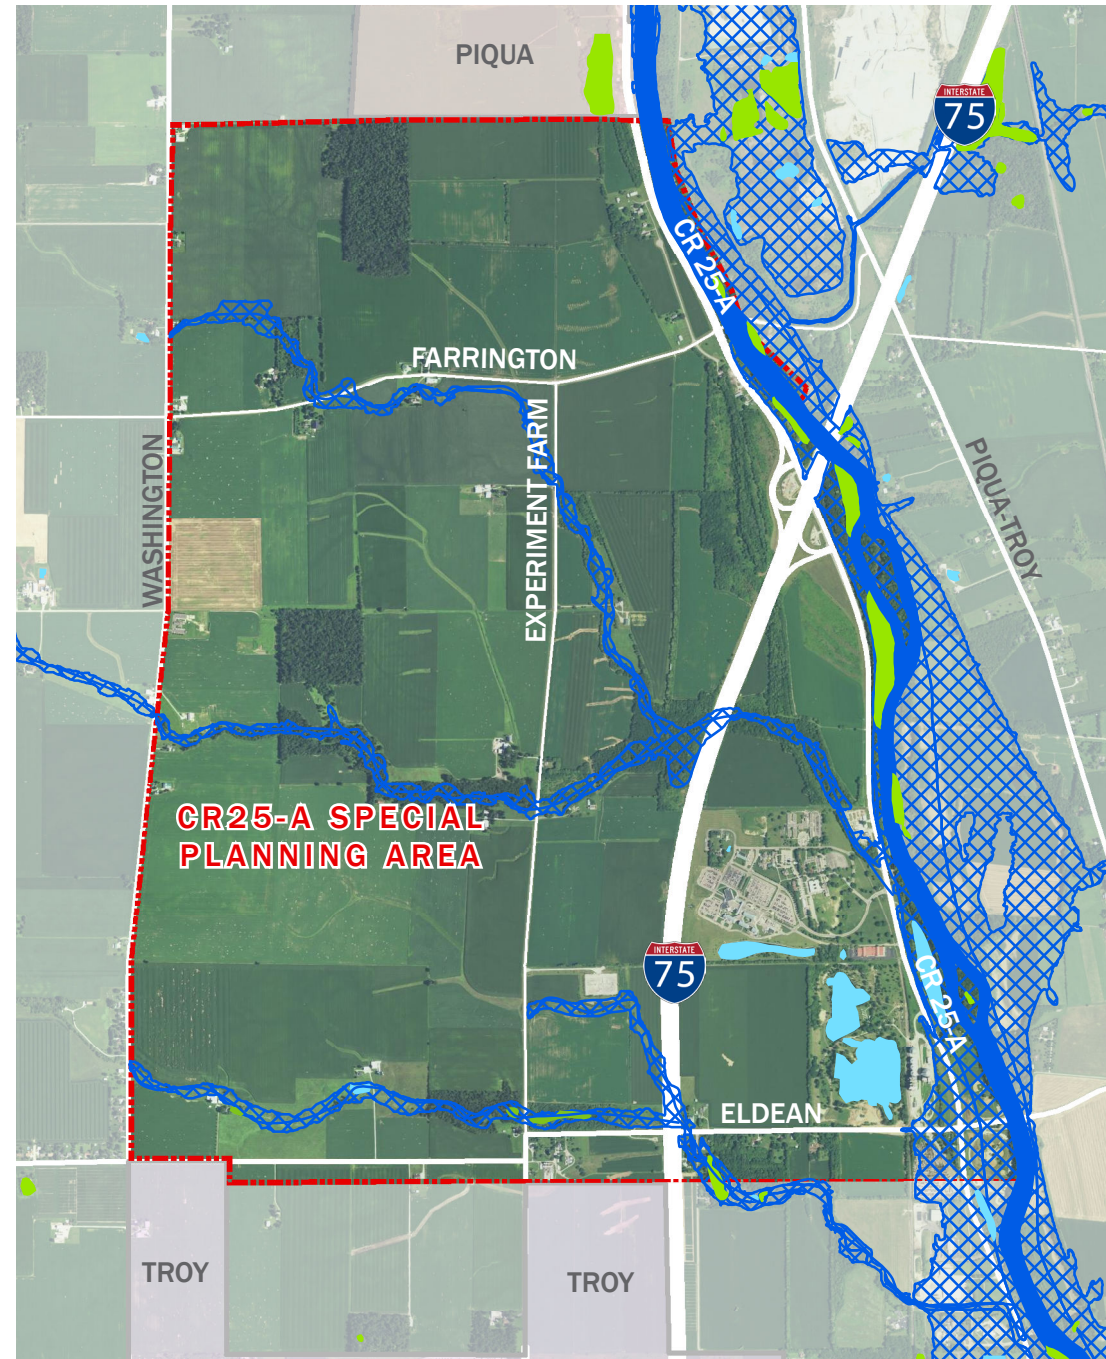 PIQUA
INTERSTATE
75
CR 25-A
FARRINGTON
WASHINGTON
EXPERIMENT FARM
PIQUA-TROY
CR25-A SPECIAL
PLANNING AREA
INTERSTATE
75
CR 25-A
ELDEAN
TROY
TROY